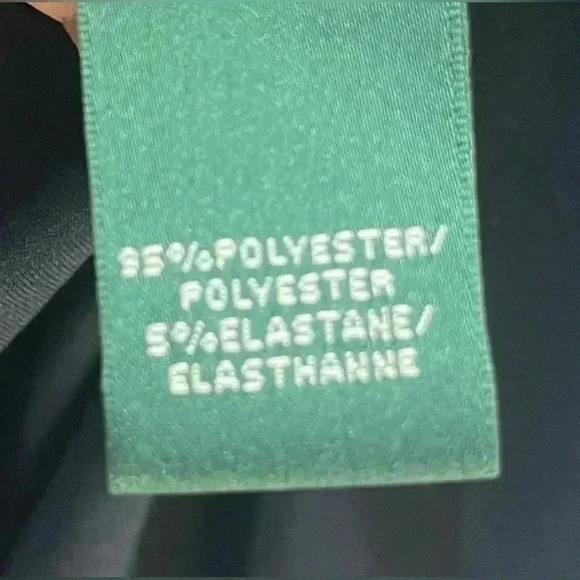 95%POLYESTER/
POLYESTER
5%ELASTANE/
ELASTHANNE